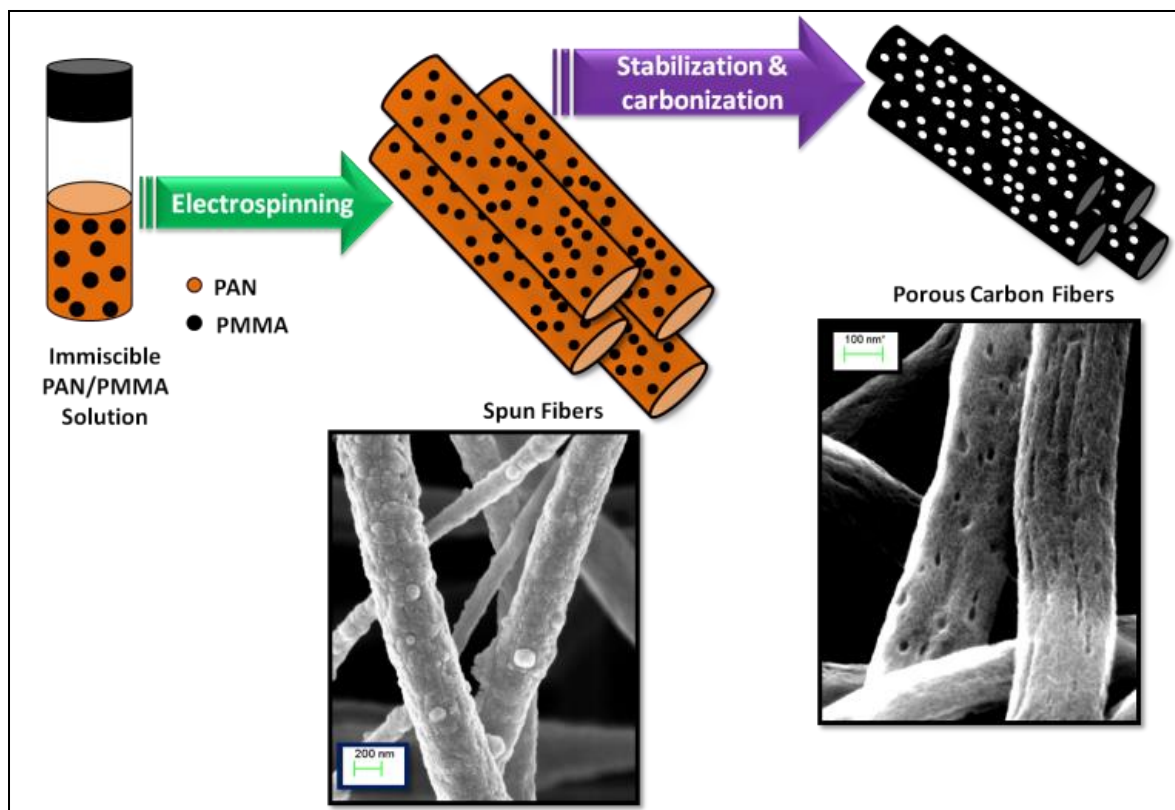 Electrospinning
Stabilization &
carbonization
PAN
PMMA
Immiscible
PAN/PMMA
Solution
Spun Fibers
Porous Carbon Fibers
200 nm
100 nm"